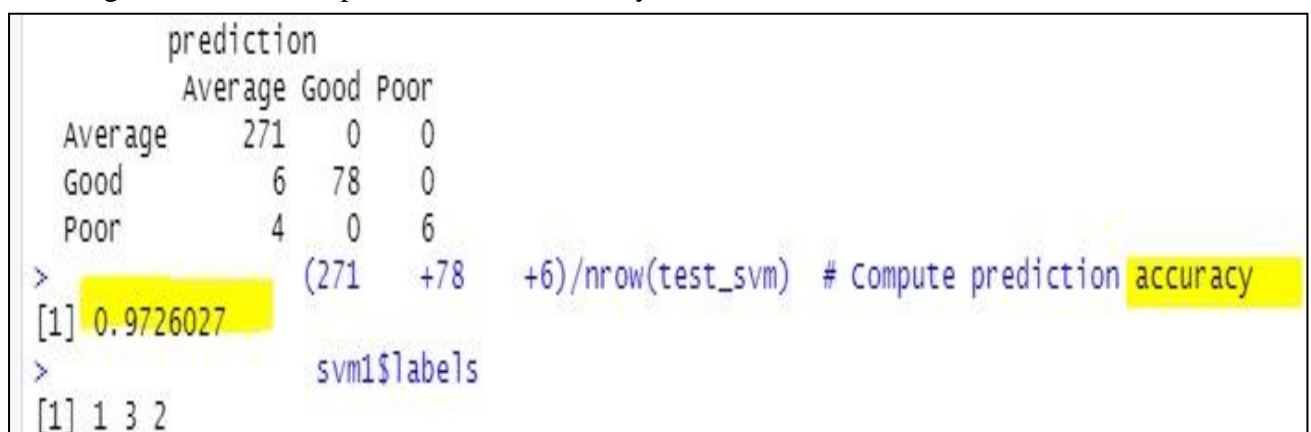 prediction
Average Good Poor
Average 271 0 0
Good 6 78 0
Poor 4 0 6
> (271 +78 +6)/nrow(test_svm) # Compute prediction accuracy
[1] 0.9726027
> svm1$labels
[1] 1 3 2